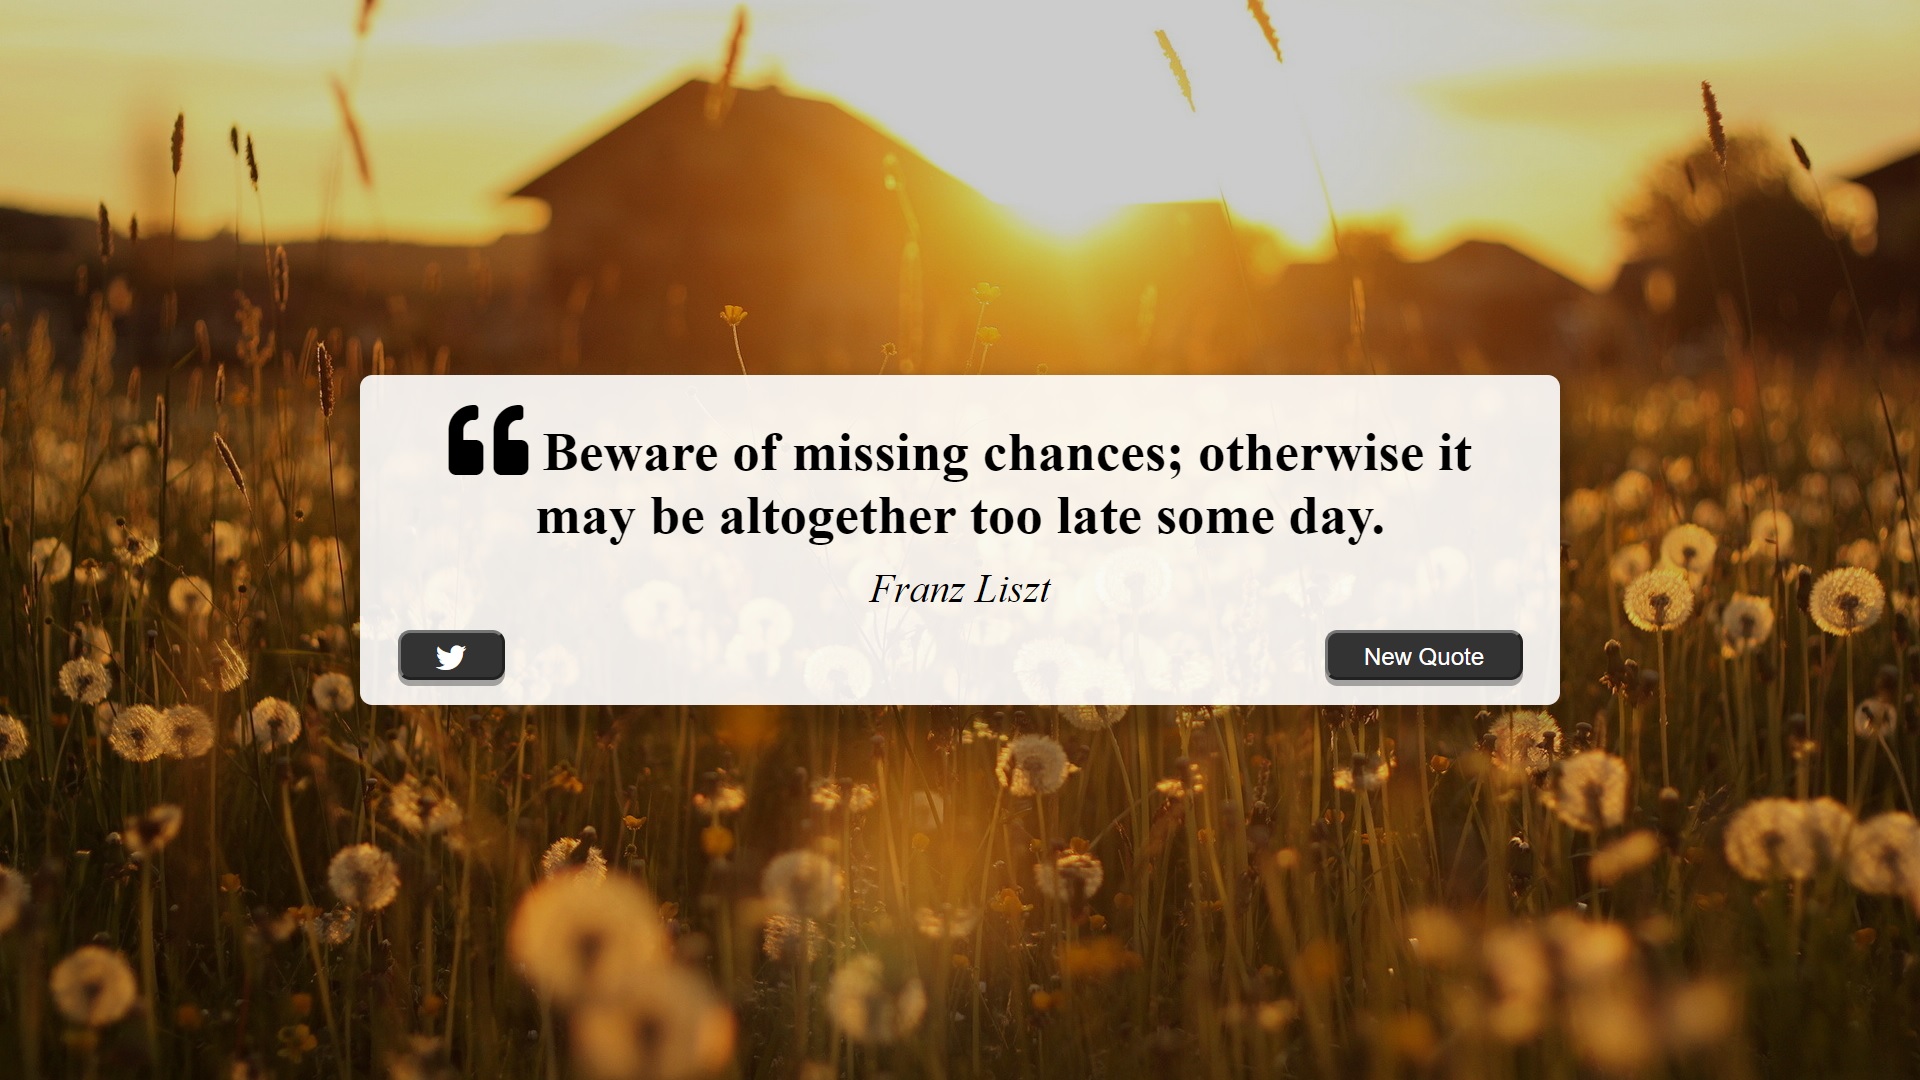 Beware of missing chances; otherwise it
may be altogether too late some day.
Franz Liszt
New Quote